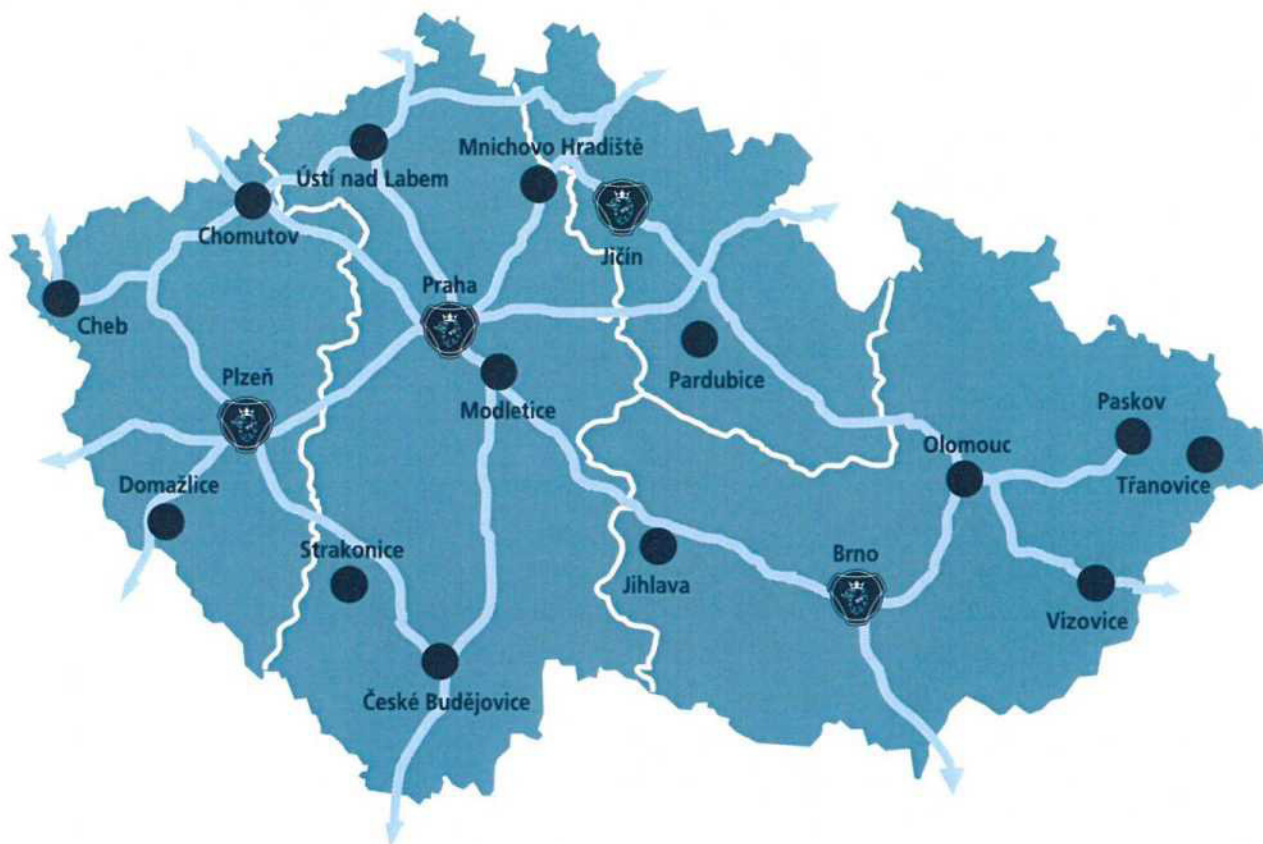 Mnichovo Hradiště
Ústí nad Labem
Chomutov
Jičín
Praha
Cheb
Plzeň
Pardubice
Modletice
Paskov
Olomouc
Domažlice
Třanovice
Strakonice
Brno
Jihlava
Vizovice
České Budějovice